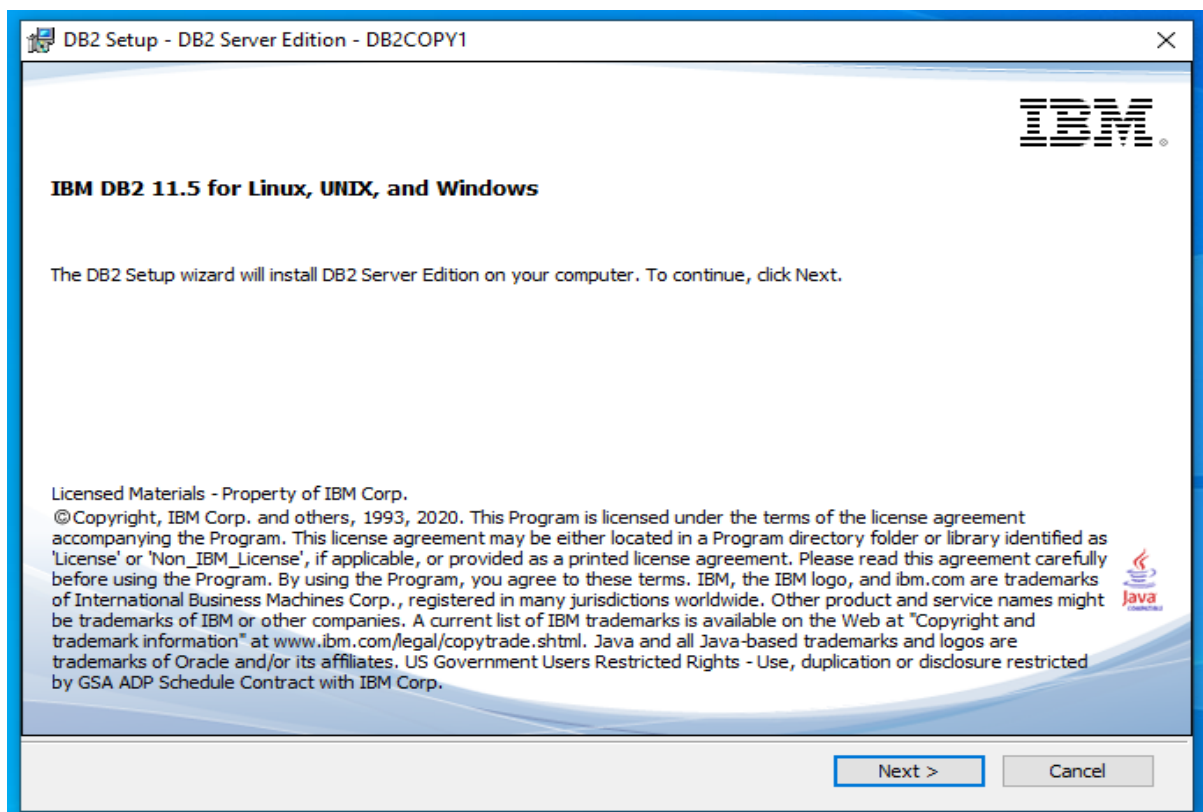 DB2 Setup - DB2 Server Edition - DB2COPY1
IBM®
IBM DB2 11.5 for Linux, UNIX, and Windows
The DB2 Setup wizard will install DB2 Server Edition on your computer. To continue, click Next.
Licensed Materials - Property of IBM Corp.
©Copyright, IBM Corp. and others, 1993, 2020. This Program is licensed under the terms of the license agreement
accompanying the Program. This license agreement may be either located in a Program directory folder or library identified as
'License' or 'Non_IBM_License', if applicable, or provided as a printed license agreement. Please read this agreement carefully
before using the Program. By using the Program, you agree to these terms. IBM, the IBM logo, and ibm.com are trademarks
of International Business Machines Corp., registered in many jurisdictions worldwide. Other product and service names might
be trademarks of IBM or other companies. A current list of IBM trademarks is available on the Web at "Copyright and
trademark information" at www.ibm.com/legal/copytrade.shtml. Java and all Java-based trademarks and logos are
trademarks of Oracle and/or its affiliates. US Government Users Restricted Rights - Use, duplication or disclosure restricted
by GSA ADP Schedule Contract with IBM Corp.
Java
COMPATIBLE
Next >
Cancel